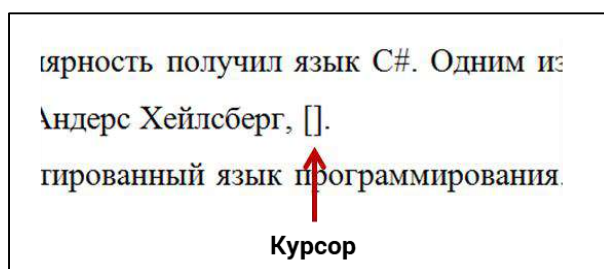 ярность получил язык C#. Одним из
Андерс Хейлсберг, [].
тированный язык программирования.
Курсор